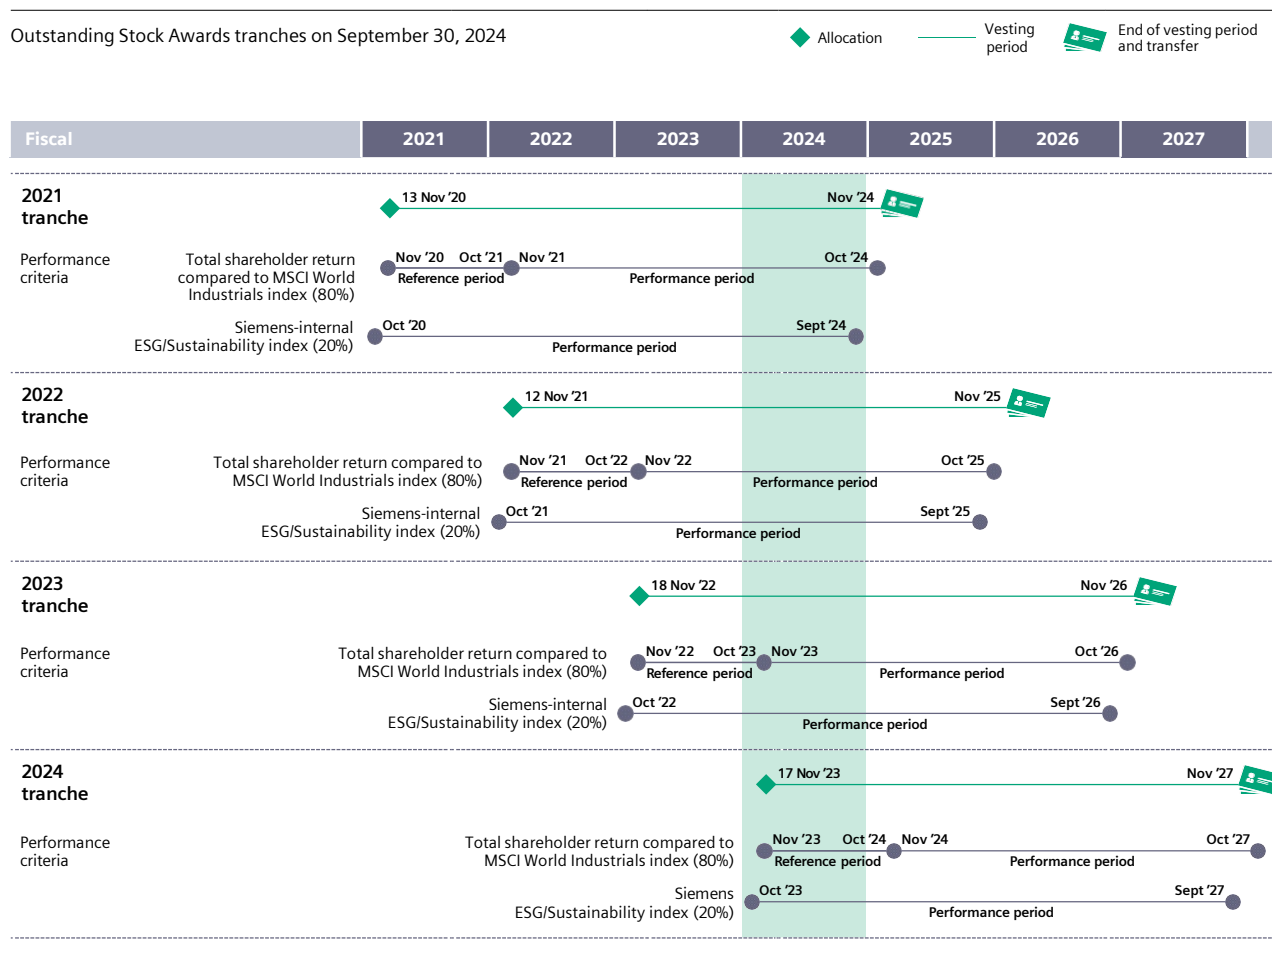 Outstanding Stock Awards tranches on September 30, 2024
Allocation
Vesting
period
End of vesting period
and transfer
Fiscal 2021 2022 2023 2024 2025 2026 2027
2021
tranche
13 Nov ’20 Nov ’24
Performance
criteria
Total shareholder return
compared to MSCI World
Industrials index (80%)
Nov ’20 Oct ’21 Nov ’21 Oct ’24
Reference period Performance period
Siemens-internal
ESG/Sustainability index (20%)
Oct ’20 Sept ’24
Performance period
2022
tranche
12 Nov ’21 Nov ’25
Performance
criteria
Total shareholder return compared to
MSCI World Industrials index (80%)
Nov ’21 Oct ’22 Nov ’22 Oct ’25
Reference period Performance period
Siemens-internal
ESG/Sustainability index (20%)
Oct ’21 Sept ’25
Performance period
2023
tranche
18 Nov ’22 Nov ’26
Performance
criteria
Total shareholder return compared to
MSCI World Industrials index (80%)
Nov ’22 Oct ’23 Nov ’23 Oct ’26
Reference period Performance period
Siemens-internal
ESG/Sustainability index (20%)
Oct ’22 Sept ’26
Performance period
2024
tranche
17 Nov ’23 Nov ’27
Performance
criteria
Total shareholder return compared to
MSCI World Industrials index (80%)
Nov ’23 Oct ’24 Nov ’24 Oct ’27
Reference period Performance period
Siemens
ESG/Sustainability index (20%)
Oct ’23 Sept ’27
Performance period